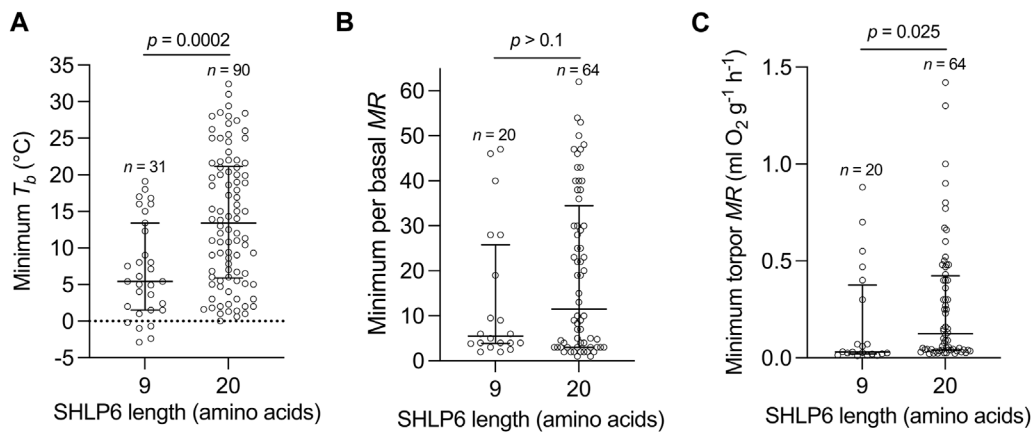 A
p = 0.0002
n = 90
n = 31
35
30
25
20
15
10
5
0
-5
Minimum Tb (°C)
9 20
SHLP6 length (amino acids)
B
p > 0.1
n = 64
n = 20
60
50
40
30
20
10
0
Minimum per basal MR
9 20
SHLP6 length (amino acids)
C
p = 0.025
n = 64
n = 20
1.5
1.0
0.5
0.0
Minimum torpor MR (ml O2 g-1 h-1)
9 20
SHLP6 length (amino acids)